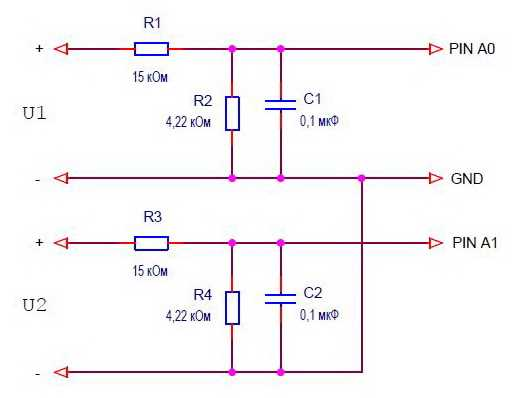 R1
+
PIN A0
15 кОм
R2
C1
U1
4,22 кОм
0,1 мкФ
-
GND
R3
+
PIN A1
15 кОм
R4
C2
U2
4,22 кОм
0,1 мкФ
-